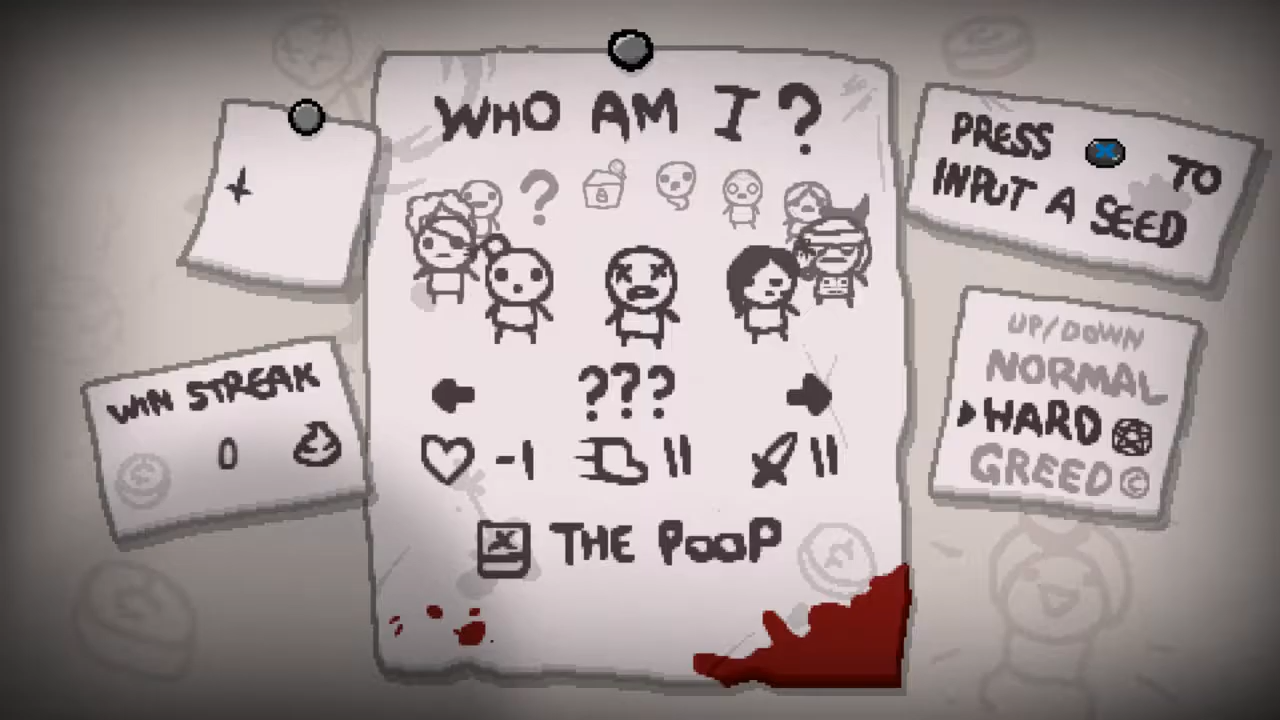 WHO AM I?
?
PRESS X TO
INPUT A SEED
WIN STREAK
0
???
-1
THE POOP
UP/DOWN
NORMAL
HARD
GREED